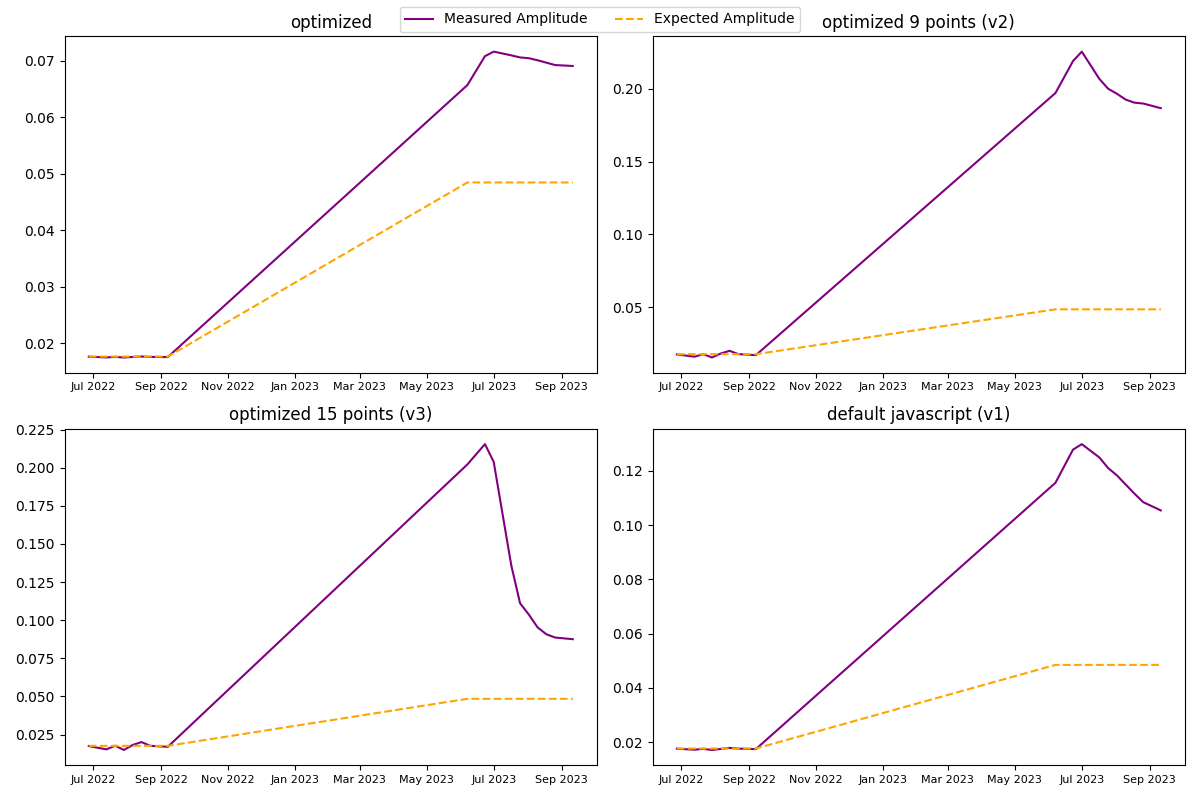 Measured Amplitude Expected Amplitude
optimized
0.07
0.06
0.05
0.04
0.03
0.02
Jul 2022 Sep 2022 Nov 2022 Jan 2023 Mar 2023 May 2023 Jul 2023 Sep 2023
optimized 9 points (v2)
0.20
0.15
0.10
0.05
Jul 2022 Sep 2022 Nov 2022 Jan 2023 Mar 2023 May 2023 Jul 2023 Sep 2023
optimized 15 points (v3)
0.225
0.200
0.175
0.150
0.125
0.100
0.075
0.050
0.025
Jul 2022 Sep 2022 Nov 2022 Jan 2023 Mar 2023 May 2023 Jul 2023 Sep 2023
default javascript (v1)
0.12
0.10
0.08
0.06
0.04
0.02
Jul 2022 Sep 2022 Nov 2022 Jan 2023 Mar 2023 May 2023 Jul 2023 Sep 2023